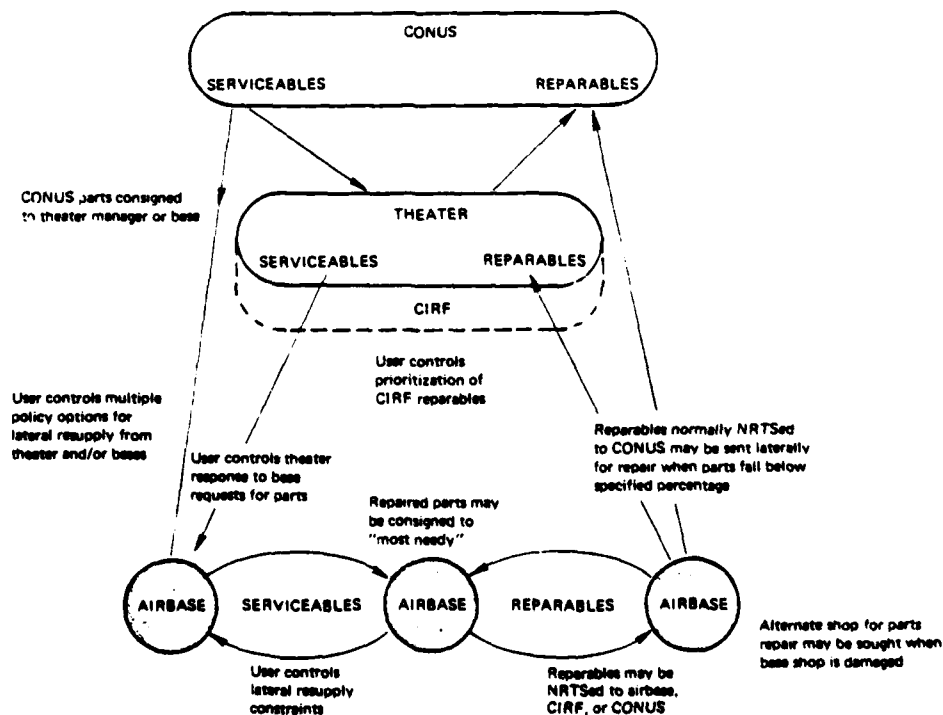 CONUS
SERVICEABLES
REPARABLES
CONUS parts consigned
to theater manager or base
THEATER
SERVICEABLES
REPARABLES
CIRF
User controls
prioritization of
CIRF reparables
User controls multiple
policy options for
lateral resupply from
theater and/or bases
Reparables normally NRTSed
to CONUS may be sent laterally
for repair when parts fall below
specified percentage
User controls theater
response to base
requests for parts
Repaired parts may
be consigned to
"most needy"
AIRBASE
SERVICEABLES
AIRBASE
REPARABLES
AIRBASE
Alternate shop for parts
repair may be sought when
base shop is damaged
User controls
lateral resupply
constraints
Reparables may be
NRTSed to airbase,
CIRF, or CONUS